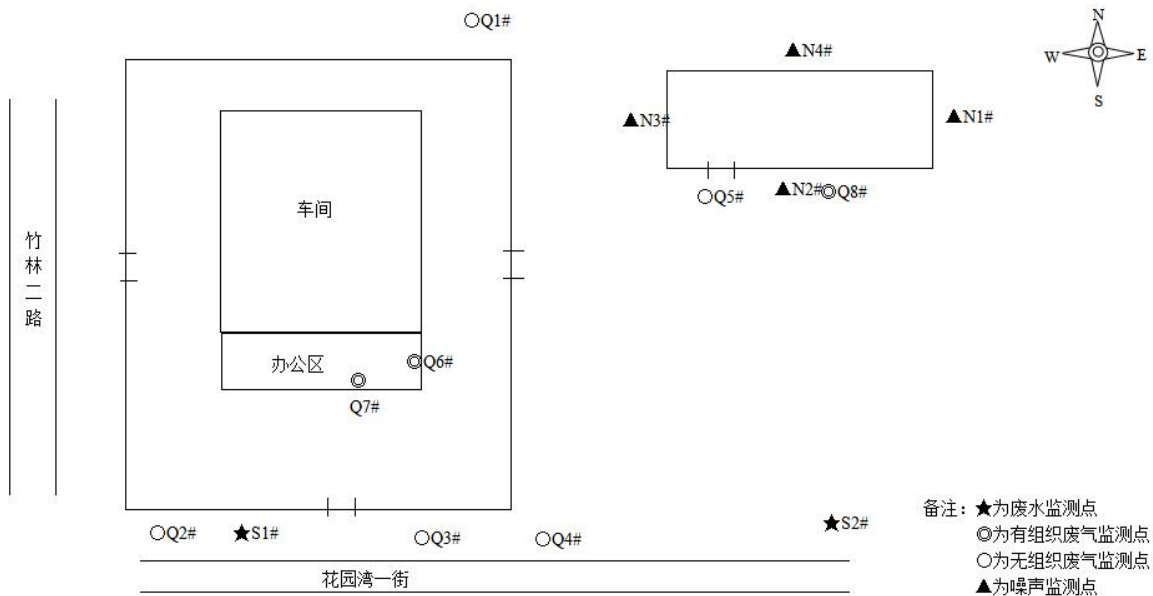 Q1#
N
W
E
S
N4#
N3#
N1#
Q5#
N2#
Q8#
车间
竹林二路
办公区
Q6#
Q7#
Q2#
S1#
Q3#
Q4#
S2#
花园湾一街
备注：★为废水监测点
◎为有组织废气监测点
○为无组织废气监测点
▲为噪声监测点